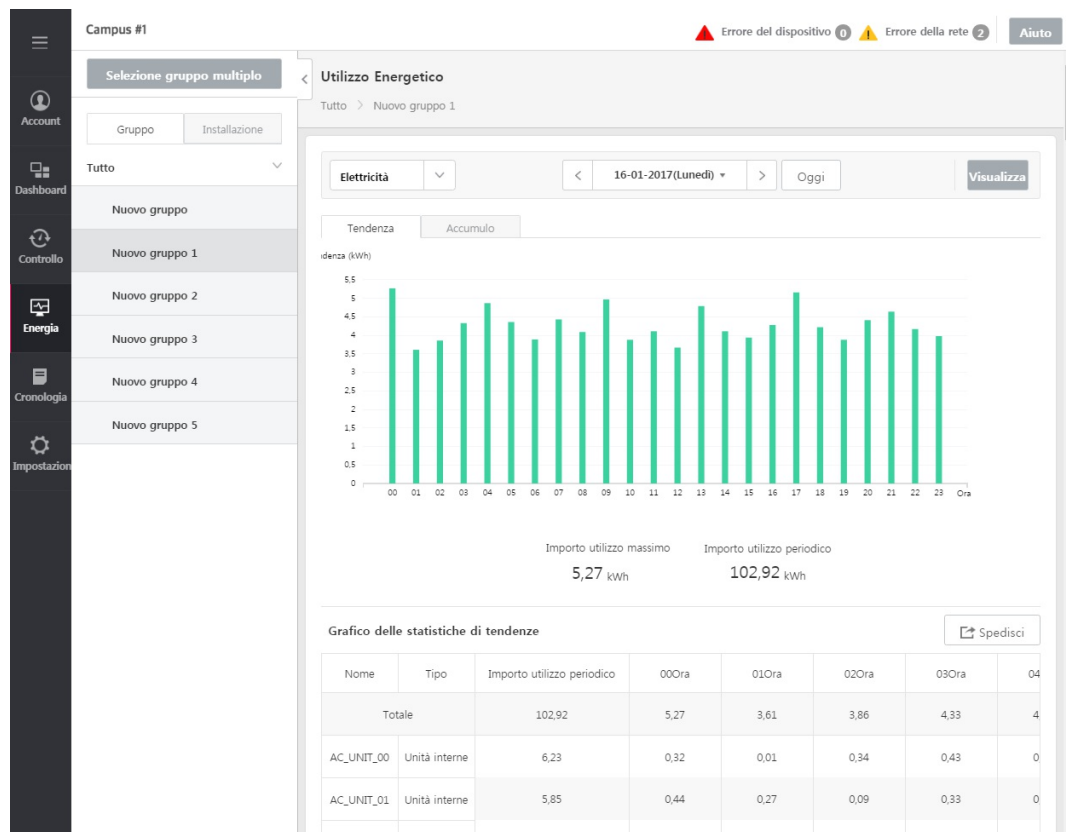 Campus #1
Errore del dispositivo 0 Errore della rete 2 Aiuto
Account
Dashboard
Controllo
Energia
Cronologia
Impostazion
Selezione gruppo multiplo
Gruppo Installazione
Tutto
Nuovo gruppo
Nuovo gruppo 1
Nuovo gruppo 2
Nuovo gruppo 3
Nuovo gruppo 4
Nuovo gruppo 5
Utilizzo Energetico
Tutto > Nuovo gruppo 1
Elettricità < 16-01-2017(Lunedì) > Oggi Visualizza
Tendenza Accumulo
idenza (kWh)
5,5
5
4,5
4
3,5
3
2,5
2
1,5
1
0,5
0
00 01 02 03 04 05 06 07 08 09 10 11 12 13 14 15 16 17 18 19 20 21 22 23 Ora
Importo utilizzo massimo Importo utilizzo periodico
5,27 kWh 102,92 kWh
Grafico delle statistiche di tendenze Spedisci
Nome Tipo Importo utilizzo periodico 00Ora 01Ora 02Ora 03Ora 04
Totale 102,92 5,27 3,61 3,86 4,33 4
AC_UNIT_00 Unità interne 6,23 0,32 0,01 0,34 0,43 0
AC_UNIT_01 Unità interne 5,85 0,44 0,27 0,09 0,33 0